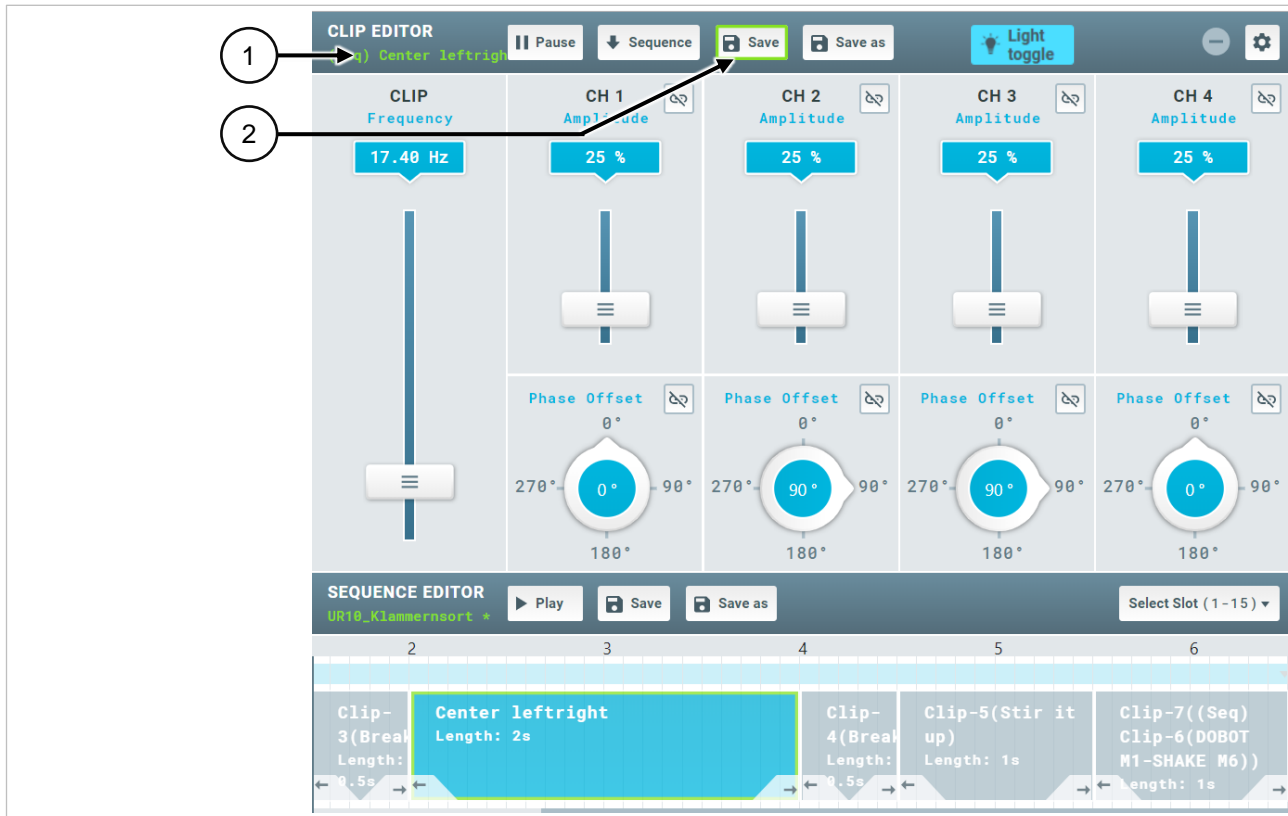 1
2
CLIP EDITOR
q) Center leftrigh
Pause
Sequence
Save
Save as
Light
toggle
CLIP
Frequency
17.40 Hz
CH 1
Amplitude
25 %
CH 2
Amplitude
25 %
CH 3
Amplitude
25 %
CH 4
Amplitude
25 %
Phase Offset
0°
270°
0°
90°
180°
Phase Offset
0°
270°
90°
90°
180°
Phase Offset
0°
270°
90°
90°
180°
Phase Offset
0°
270°
0°
90°
180°
SEQUENCE EDITOR
UR10_Klammernsort *
Play
Save
Save as
Select Slot (1-15)
2 3 4 5 6
Clip-
3(Break
Length:
0.5s
Center leftright
Length: 2s
Clip-
4(Break
Length:
0.5s
Clip-5(Stir it
up)
Length: 1s
Clip-7((Seq)
Clip-6(DOBOT
M1-SHAKE M6))
Length: 1s